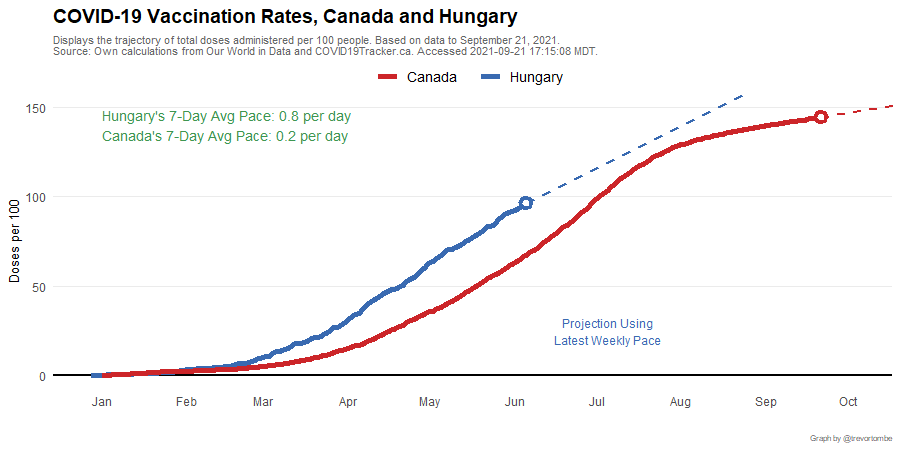 COVID-19 Vaccination Rates, Canada and Hungary
Displays the trajectory of total doses administered per 100 people. Based on data to September 21, 2021.
Source: Own calculations from Our World in Data and COVID19Tracker.ca. Accessed 2021-09-21 17:15:08 MDT.
Canada Hungary
Hungary's 7-Day Avg Pace: 0.8 per day
Canada's 7-Day Avg Pace: 0.2 per day
Doses per 100
150
100
50
0
Projection Using
Latest Weekly Pace
Jan Feb Mar Apr May Jun Jul Aug Sep Oct
Graph by @trevortombe